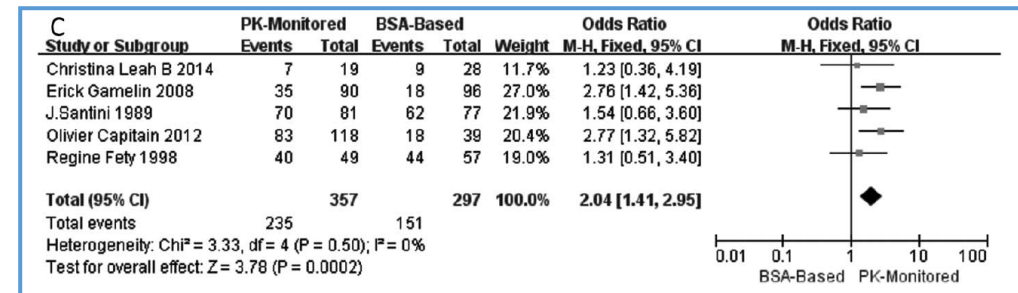 C
PK-Monitored BSA-Based Odds Ratio Odds Ratio
Study or Subgroup Events Total Events Total Weight M-H, Fixed, 95% CI M-H, Fixed, 95% CI
Christina Leah B 2014 7 19 9 28 11.7% 1.23 [0.36, 4.19]
Erick Gamelin 2008 35 90 18 96 27.0% 2.76 [1.42, 5.36]
J.Santini 1989 70 81 62 77 21.9% 1.54 [0.66, 3.60]
Olivier Capitain 2012 83 118 18 39 20.4% 2.77 [1.32, 5.82]
Regine Fety 1998 40 49 44 57 19.0% 1.31 [0.51, 3.40]
Total (95% CI) 357 297 100.0% 2.04 [1.41, 2.95]
Total events 235 151
Heterogeneity: Chi² = 3.33, df = 4 (P = 0.50); I² = 0%
Test for overall effect: Z = 3.78 (P = 0.0002)
0.01 0.1 1 10 100
BSA-Based PK-Monitored